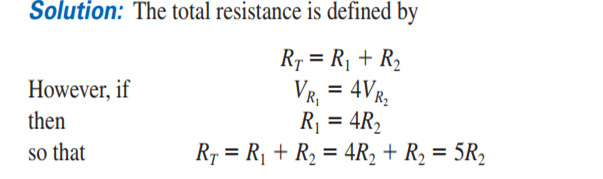 Solution: The total resistance is defined by
R_T = R_1 + R_2
However, if V_{R_1} = 4V_{R_2}
then R_1 = 4R_2
so that R_T = R_1 + R_2 = 4R_2 + R_2 = 5R_2